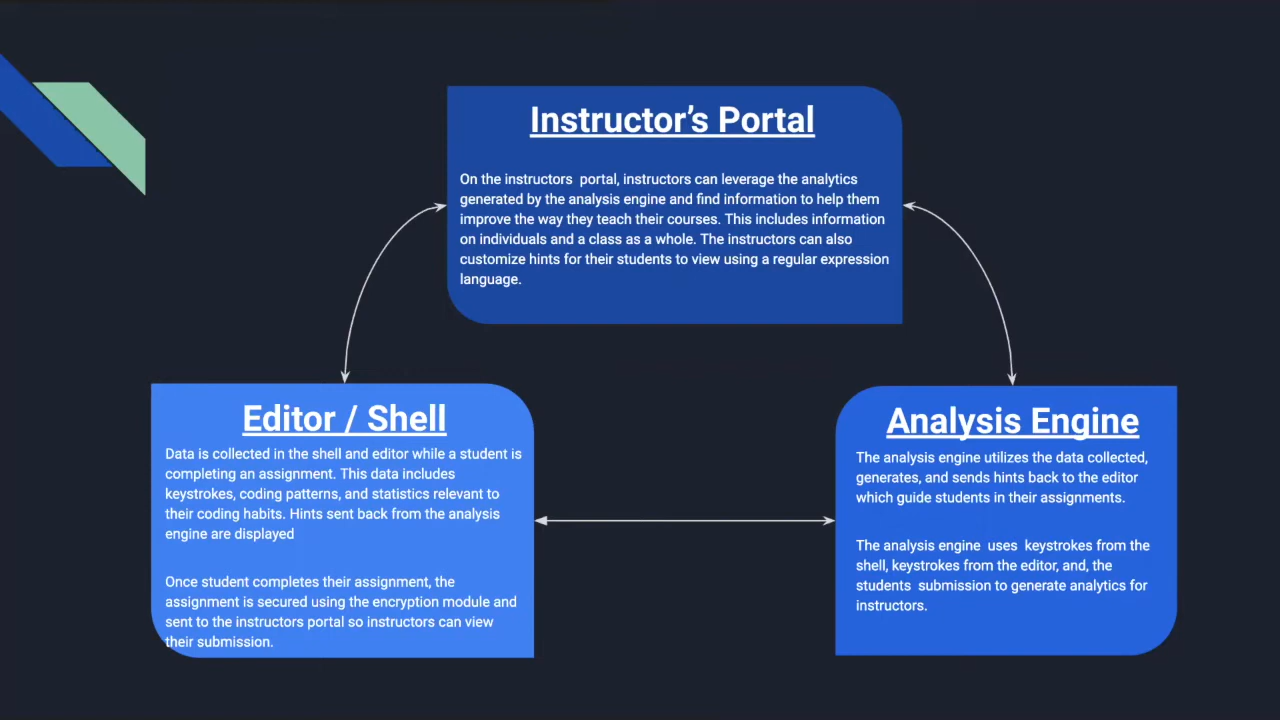 Instructor's Portal
On the instructors  portal, instructors can leverage the analytics
generated by the analysis engine and find information to help them
improve the way they teach their courses. This includes information
on individuals and a class as a whole. The instructors can also
customize hints for their students to view using a regular expression
language.
Editor / Shell
Data is collected in the shell and editor while a student is
completing an assignment. This data includes
keystrokes, coding patterns, and statistics relevant to
their coding habits. Hints sent back from the analysis
engine are displayed
Once student completes their assignment, the
assignment is secured using the encryption module and
sent to the instructors portal so instructors can view
their submission.
Analysis Engine
The analysis engine utilizes the data collected,
generates, and sends hints back to the editor
which guide students in their assignments.
The analysis engine  uses  keystrokes from the
shell, keystrokes from the editor, and, the
students  submission to generate analytics for
instructors.